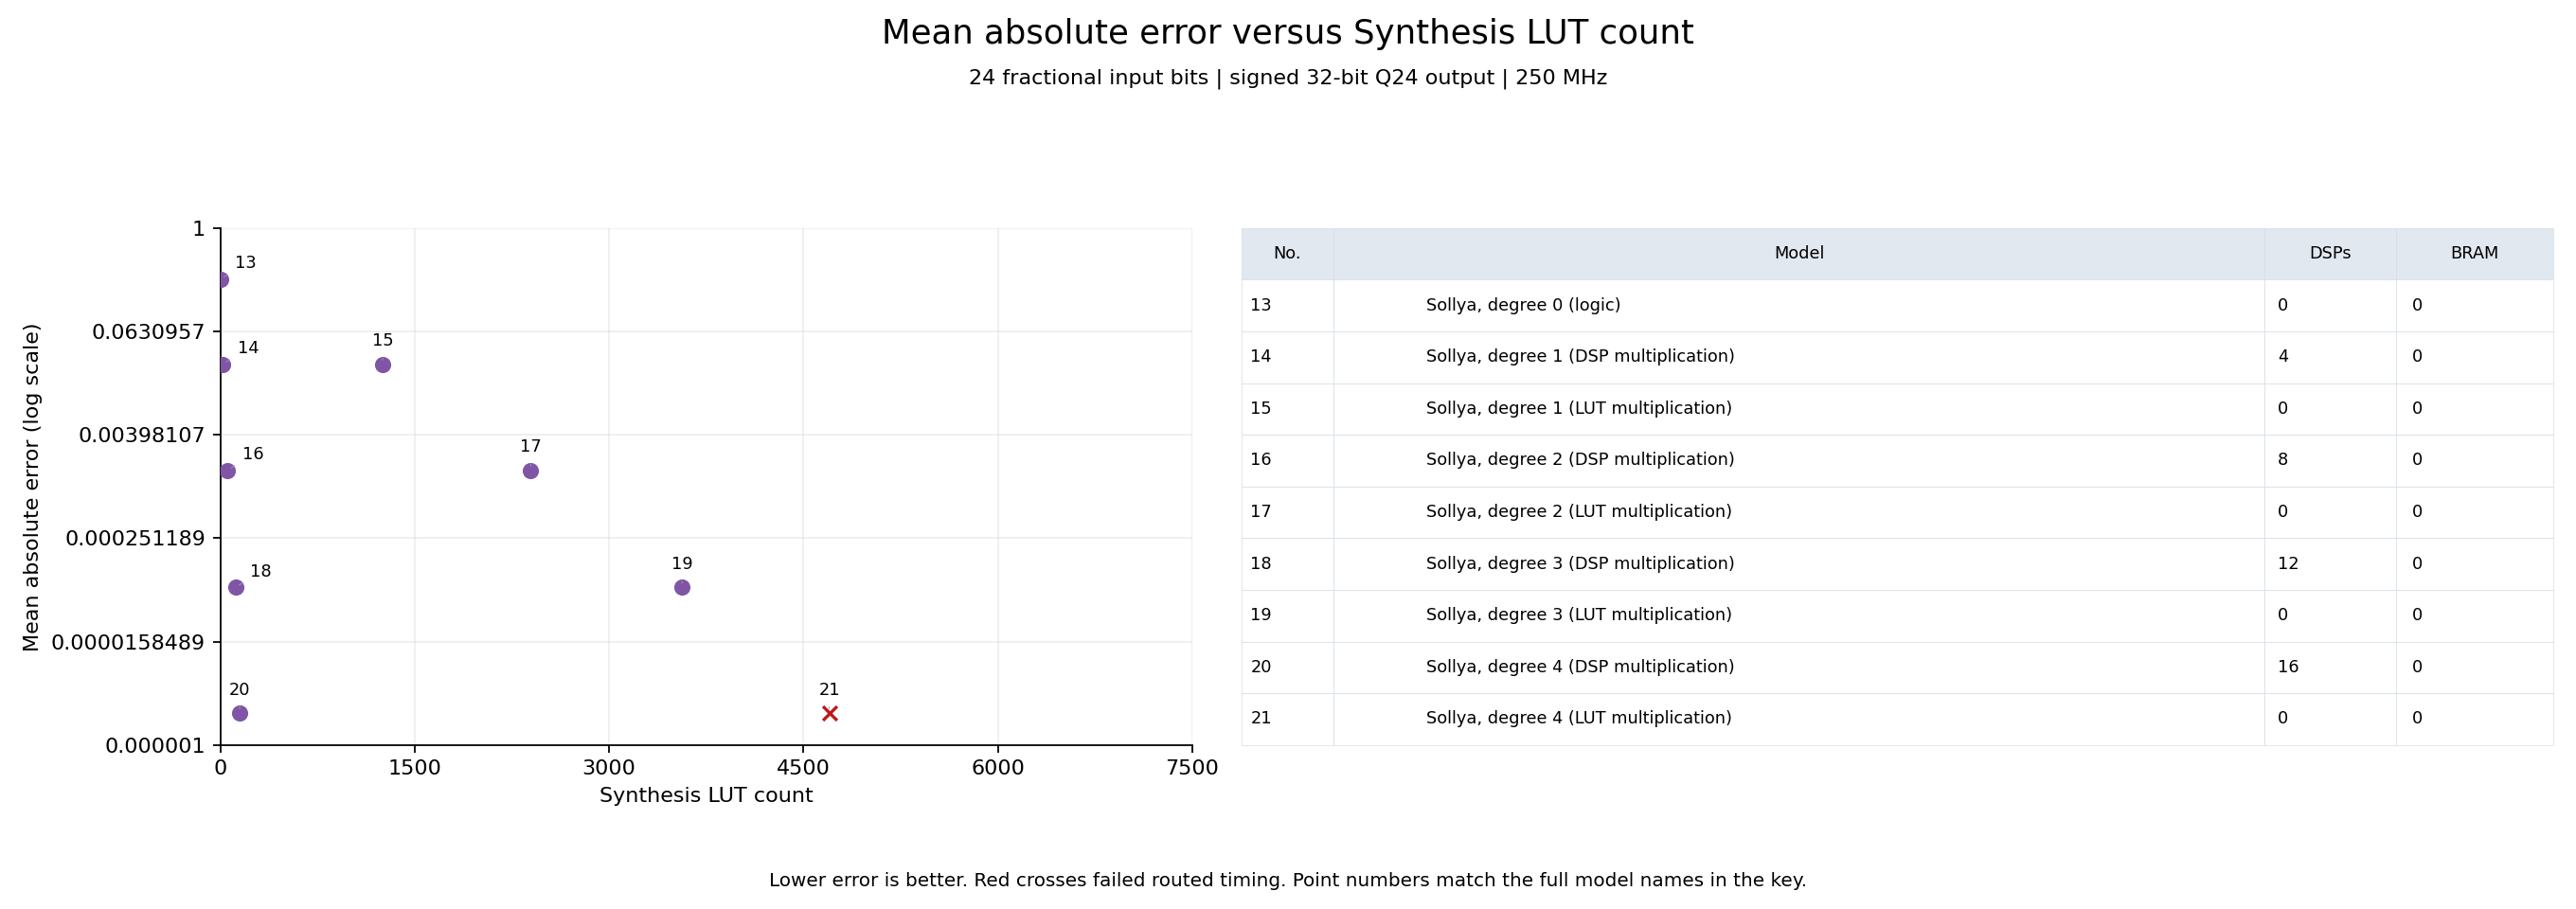 Mean absolute error versus Synthesis LUT count
24 fractional input bits | signed 32-bit Q24 output | 250 MHz
Mean absolute error (log scale)
1
0.0630957
0.00398107
0.000251189
0.0000158489
0.000001
13
14
15
16
17
18
19
20
21
0 1500 3000 4500 6000 7500
Synthesis LUT count
No. Model DSPs BRAM
13 Sollya, degree 0 (logic) 0 0
14 Sollya, degree 1 (DSP multiplication) 4 0
15 Sollya, degree 1 (LUT multiplication) 0 0
16 Sollya, degree 2 (DSP multiplication) 8 0
17 Sollya, degree 2 (LUT multiplication) 0 0
18 Sollya, degree 3 (DSP multiplication) 12 0
19 Sollya, degree 3 (LUT multiplication) 0 0
20 Sollya, degree 4 (DSP multiplication) 16 0
21 Sollya, degree 4 (LUT multiplication) 0 0
Lower error is better. Red crosses failed routed timing. Point numbers match the full model names in the key.